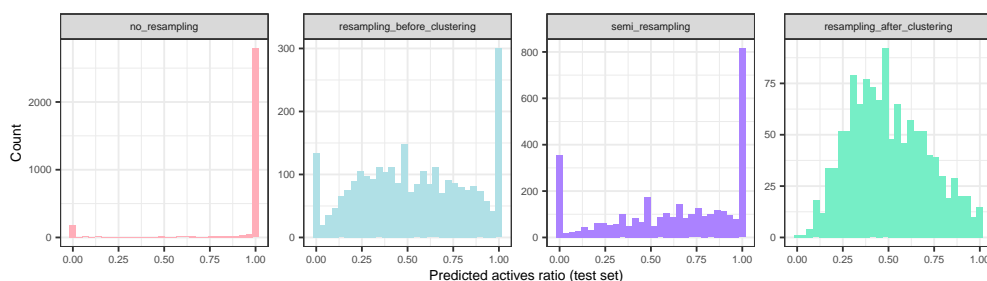 no_resampling
resampling_before_clustering
semi_resampling
resampling_after_clustering
Count
2000
1000
0
300
200
100
0
800
600
400
200
0
75
50
25
0
0.00 0.25 0.50 0.75 1.00
0.00 0.25 0.50 0.75 1.00
0.00 0.25 0.50 0.75 1.00
0.00 0.25 0.50 0.75 1.00
Predicted actives ratio (test set)